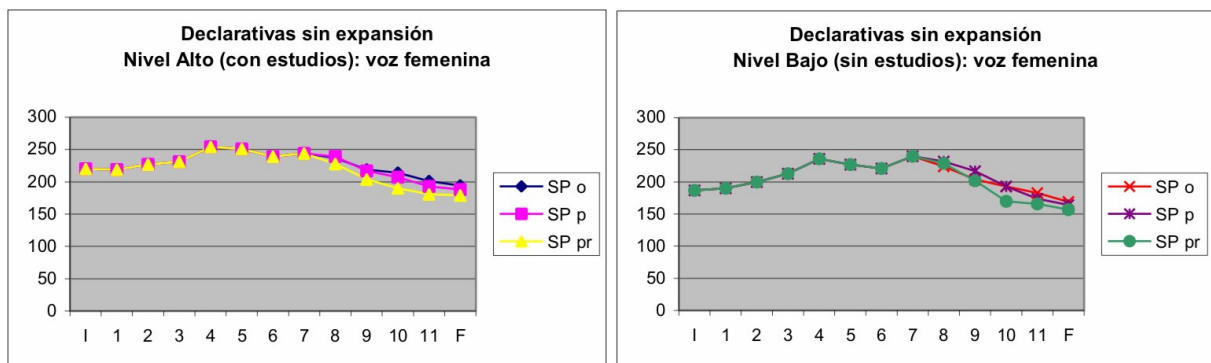 Declarativas sin expansión
Nivel Alto (con estudios): voz femenina
300
250
200
150
100
50
0
I 1 2 3 4 5 6 7 8 9 10 11 F
SP o
SP p
SP pr
Declarativas sin expansión
Nivel Bajo (sin estudios): voz femenina
300
250
200
150
100
50
0
I 1 2 3 4 5 6 7 8 9 10 11 F
SP o
SP p
SP pr